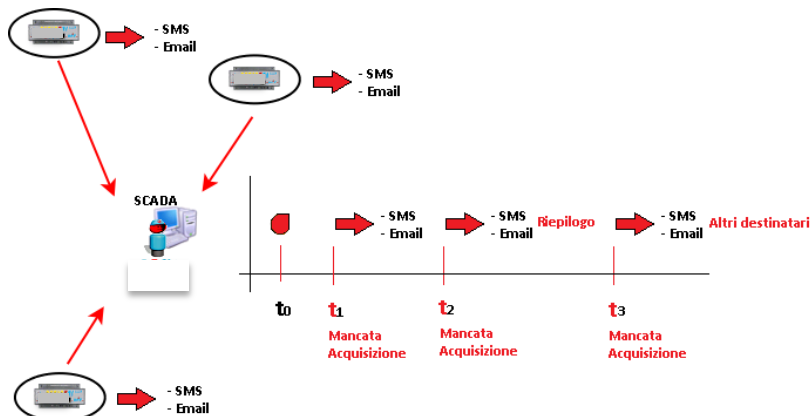 - SMS
- Email
- SMS
- Email
SCADA
- SMS
- Email
- SMS
- Email
Riepilogo
- SMS
- Email
Altri destinatari
t0
t1
Mancata
Acquisizione
t2
Mancata
Acquisizione
t3
Mancata
Acquisizione
- SMS
- Email